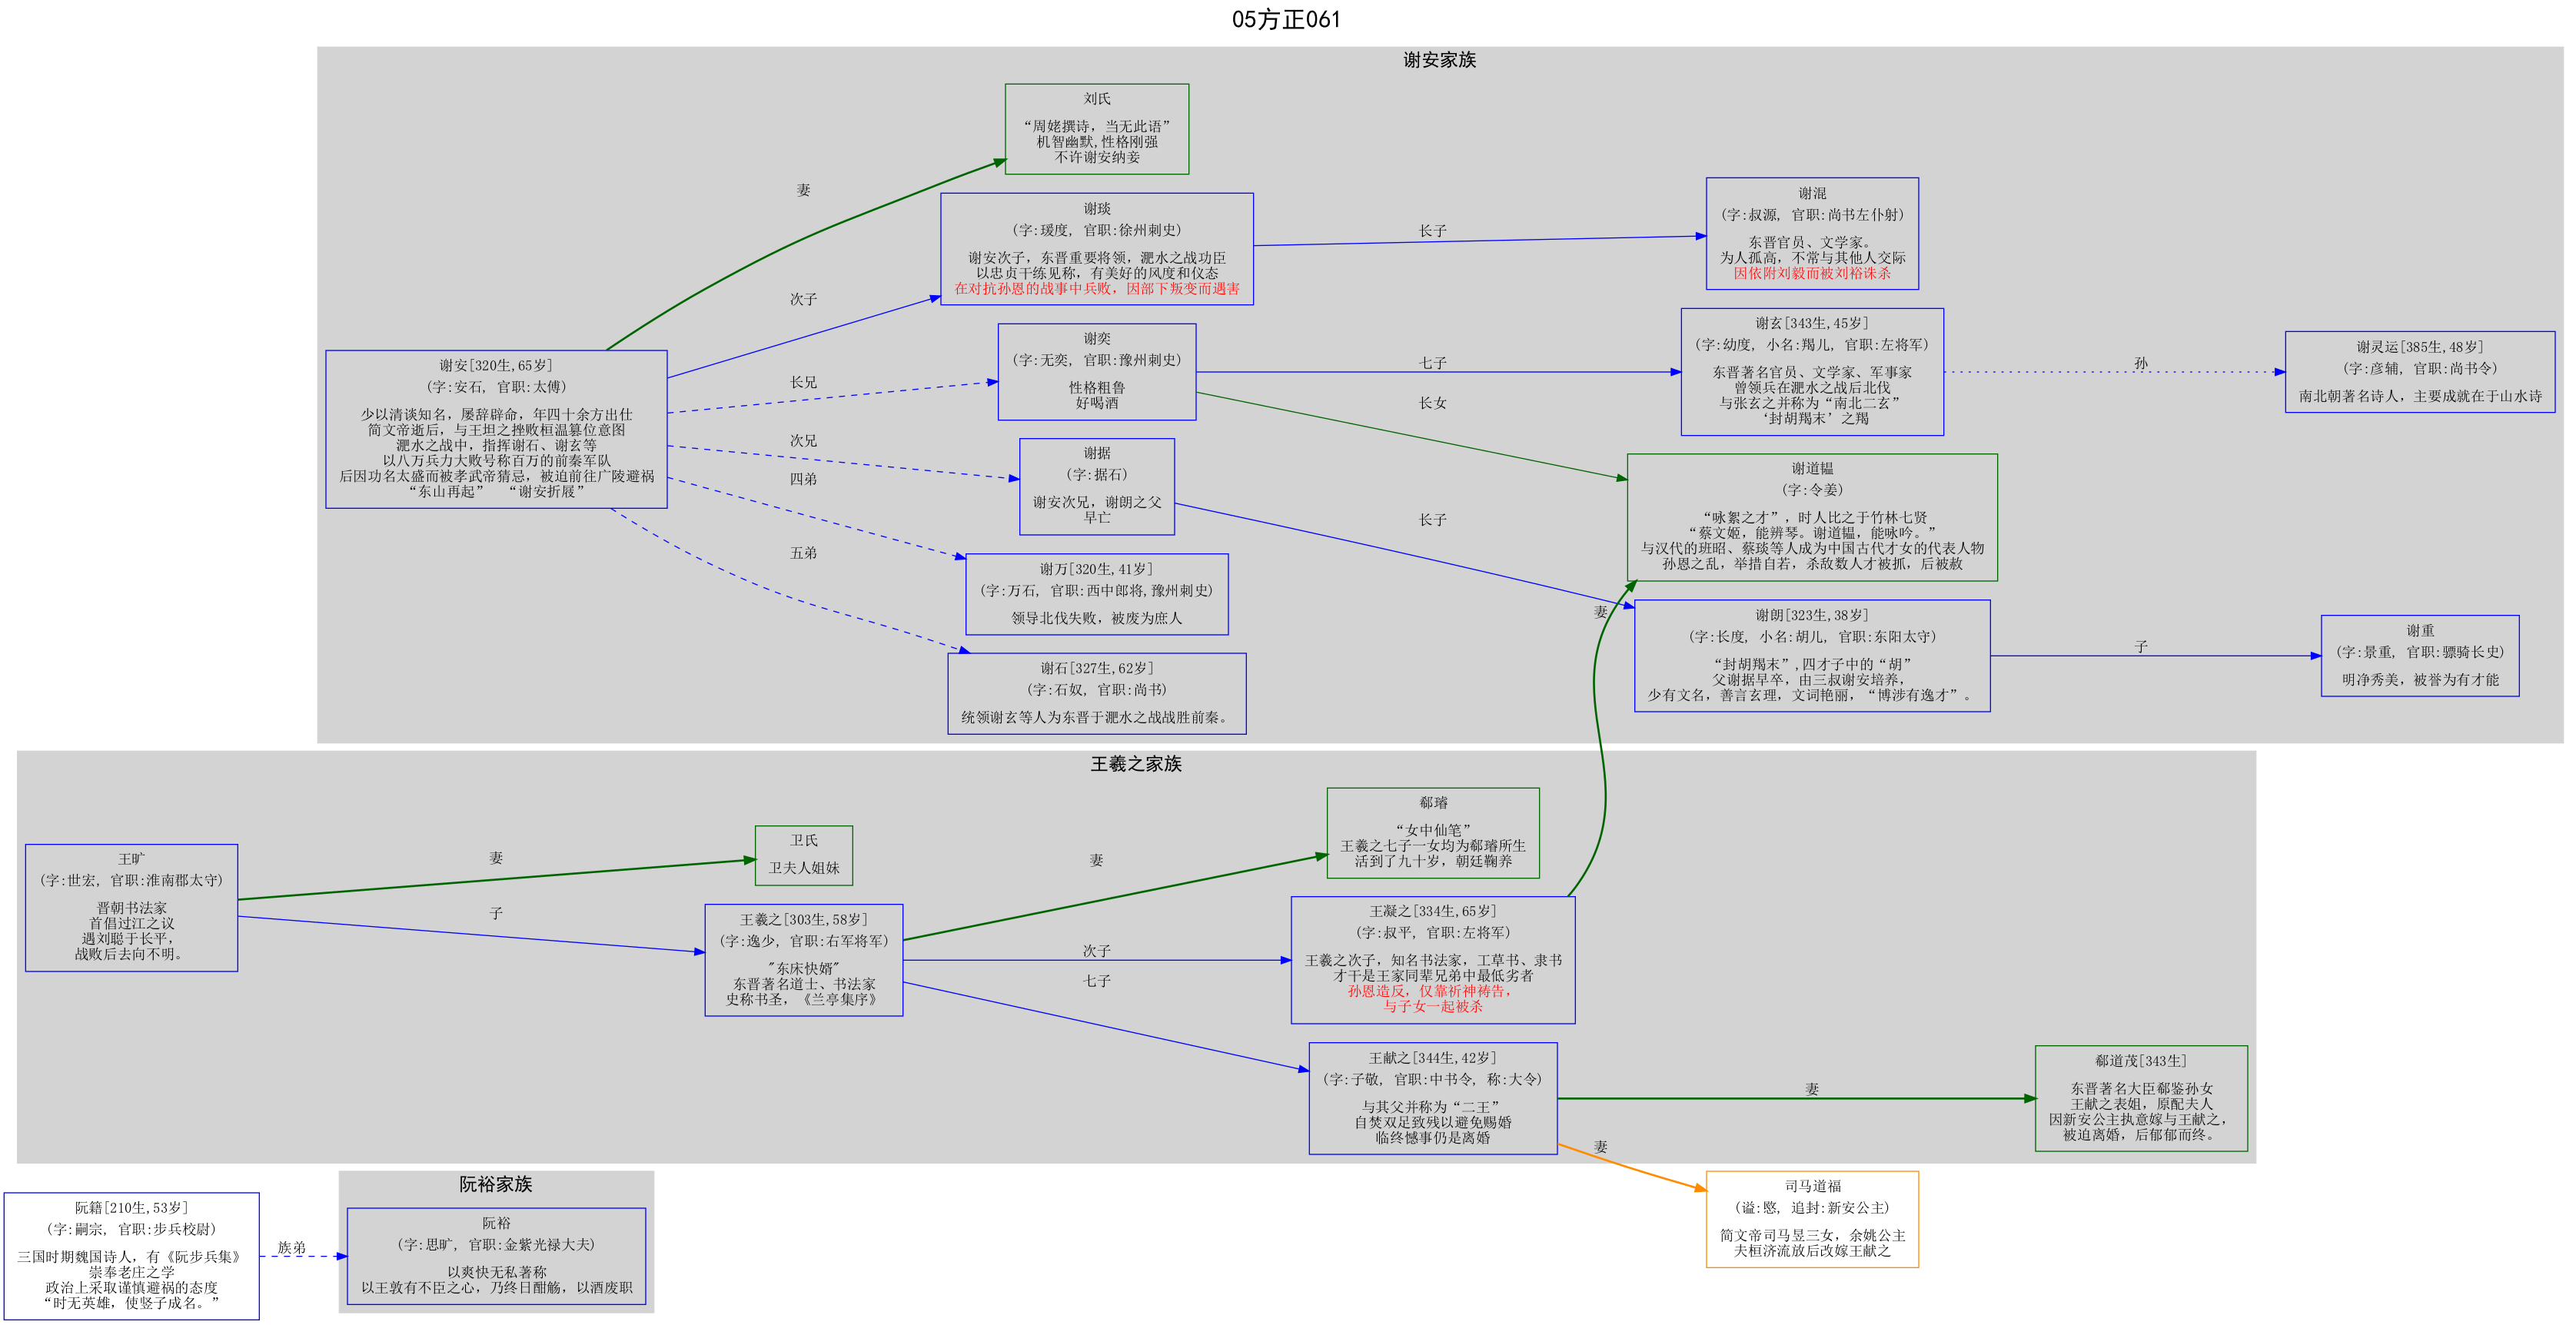 05方正061
谢安家族
刘氏
“周姥撰诗，当无此语”
机智幽默,性格刚强
不许谢安纳妾
妻
谢琰
(字:瑗度, 官职:徐州刺史)
谢安次子，东晋重要将领，淝水之战功臣
以忠贞干练见称，有美好的风度和仪态
在对抗孙恩的战事中兵败，因部下叛变而遇害
次子
长子
谢混
(字:叔源, 官职:尚书左仆射)
东晋官员、文学家。
为人孤高，不常与其他人交际
因依附刘毅而被刘裕诛杀
谢安[320生,65岁]
(字:安石, 官职:太傅)
少以清谈知名，屡辞辟命，年四十余方出仕
简文帝逝后，与王坦之挫败桓温篡位意图
淝水之战中，指挥谢石、谢玄等
以八万兵力大败号称百万的前秦军队
后因功名太盛而被孝武帝猜忌，被迫前往广陵避祸
“东山再起” “谢安折屐”
长兄
谢奕
(字:无奕, 官职:豫州刺史)
性格粗鲁
好喝酒
七子
谢玄[343生,45岁]
(字:幼度, 小名:羯儿, 官职:左将军)
东晋著名官员、文学家、军事家
曾领兵在淝水之战后北伐
与张玄之并称为“南北二玄”
‘封胡羯末’之羯
孙
谢灵运[385生,48岁]
(字:彦辅, 官职:尚书令)
南北朝著名诗人，主要成就在于山水诗
长女
次兄
谢据
(字:据石)
谢安次兄，谢朗之父
早亡
谢道韫
(字:令姜)
“咏絮之才”，时人比之于竹林七贤
“蔡文姬，能辨琴。谢道韫，能咏吟。”
与汉代的班昭、蔡琰等人成为中国古代才女的代表人物
孙恩之乱，举措自若，杀敌数人才被抓，后被赦
四弟
长子
谢万[320生,41岁]
(字:万石, 官职:西中郎将,豫州刺史)
领导北伐失败，被废为庶人
五弟
妻
谢朗[323生,38岁]
(字:长度, 小名:胡儿, 官职:东阳太守)
“封胡羯末”,四才子中的“胡”
父谢据早卒，由三叔谢安培养，
少有文名，善言玄理，文词艳丽，“博涉有逸才”。
子
谢重
(字:景重, 官职:骠骑长史)
明净秀美，被誉为有才能
谢石[327生,62岁]
(字:石奴, 官职:尚书)
统领谢玄等人为东晋于淝水之战战胜前秦。
王羲之家族
王旷
(字:世宏, 官职:淮南郡太守)
晋朝书法家
首倡过江之议
遇刘聪于长平，
战败后去向不明。
妻
卫氏
卫夫人姐妹
子
王羲之[303生,58岁]
(字:逸少, 官职:右军将军)
"东床快婿"
东晋著名道士、书法家
史称书圣，《兰亭集序》
妻
郗璿
“女中仙笔”
王羲之七子一女均为郗璿所生
活到了九十岁，朝廷鞠养
次子
王凝之[334生,65岁]
(字:叔平, 官职:左将军)
王羲之次子，知名书法家，工草书、隶书
才干是王家同辈兄弟中最低劣者
孙恩造反，仅靠祈神祷告，
与子女一起被杀
七子
王献之[344生,42岁]
(字:子敬, 官职:中书令, 称:大令)
与其父并称为“二王”
自焚双足致残以避免赐婚
临终憾事仍是离婚
妻
郗道茂[343生]
东晋著名大臣郗鉴孙女
王献之表姐，原配夫人
因新安公主执意嫁与王献之，
被迫离婚，后郁郁而终。
妻
司马道福
(谥:愍, 追封:新安公主)
简文帝司马昱三女，余姚公主
夫桓济流放后改嫁王献之
阮籍[210生,53岁]
(字:嗣宗, 官职:步兵校尉)
三国时期魏国诗人，有《阮步兵集》
崇奉老庄之学
政治上采取谨慎避祸的态度
“时无英雄，使竖子成名。”
族弟
阮裕家族
阮裕
(字:思旷, 官职:金紫光禄大夫)
以爽快无私著称
以王敦有不臣之心，乃终日酣觞，以酒废职